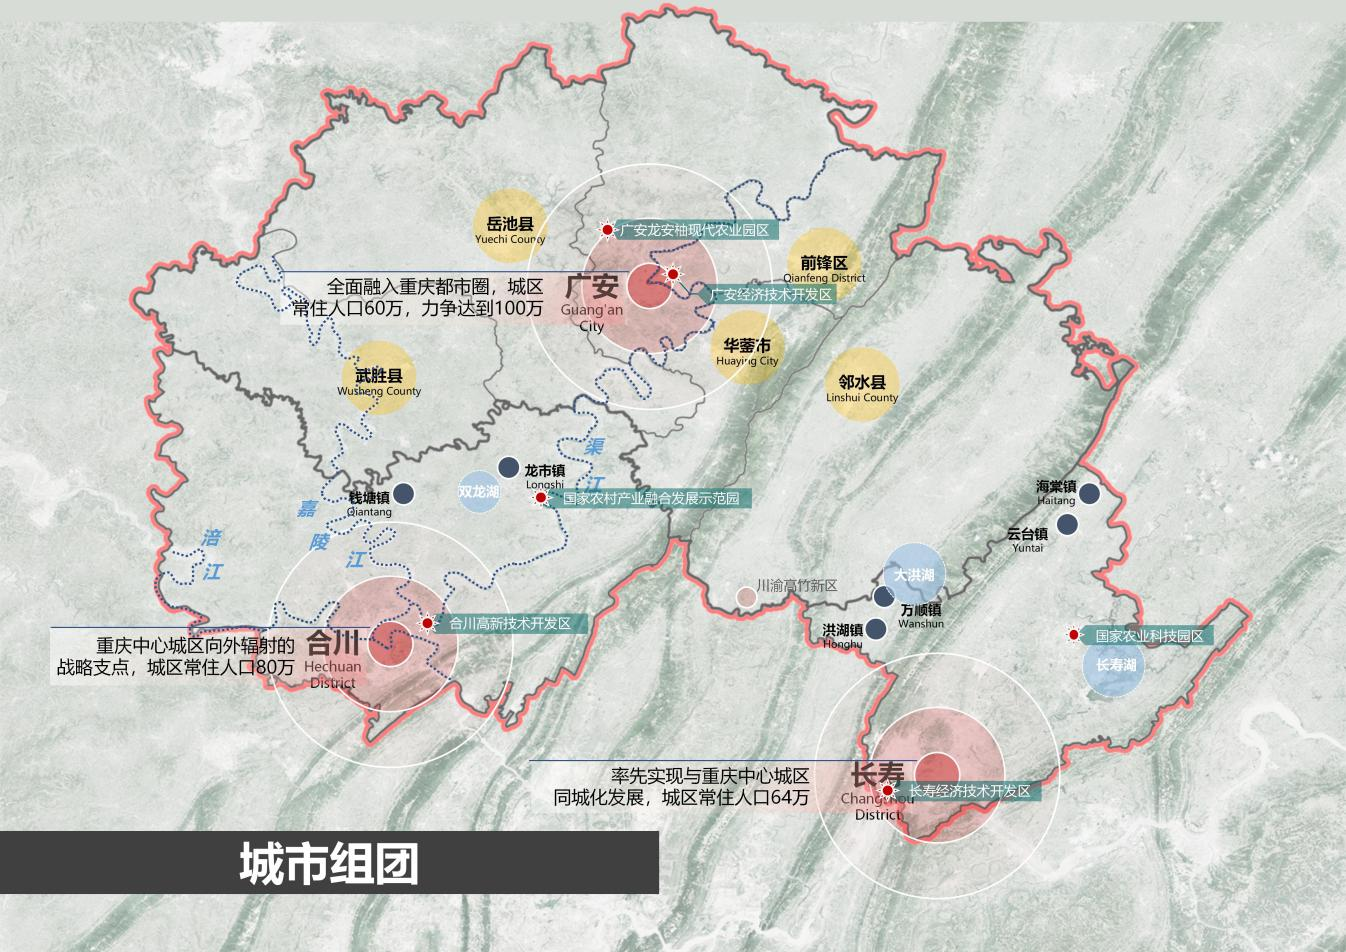 岳池县
Yuechi County
广安龙安柚现代农业园区
前锋区
Qianfeng District
全面融入重庆都市圈，城区
常住人口60万，力争达到100万
广安
Guang'an
City
广安经济技术开发区
华蓥市
Huaying City
武胜县
Wusheng County
邻水县
Linshui County
渠
江
龙市镇
Longshi
双龙湖
国家农村产业融合发展示范园
钱塘镇
Qiantang
海棠镇
Haitang
云台镇
Yuntai
嘉
陵
江
涪
江
大洪湖
川渝高竹新区
万顺镇
Wanshun
洪湖镇
Honghu
合川高新技术开发区
国家农业科技园区
长寿湖
重庆中心城区向外辐射的
战略支点，城区常住人口80万
合川
Hechuan
District
率先实现与重庆中心城区
同城化发展，城区常住人口64万
长寿
District
长寿经济技术开发区
城市组团